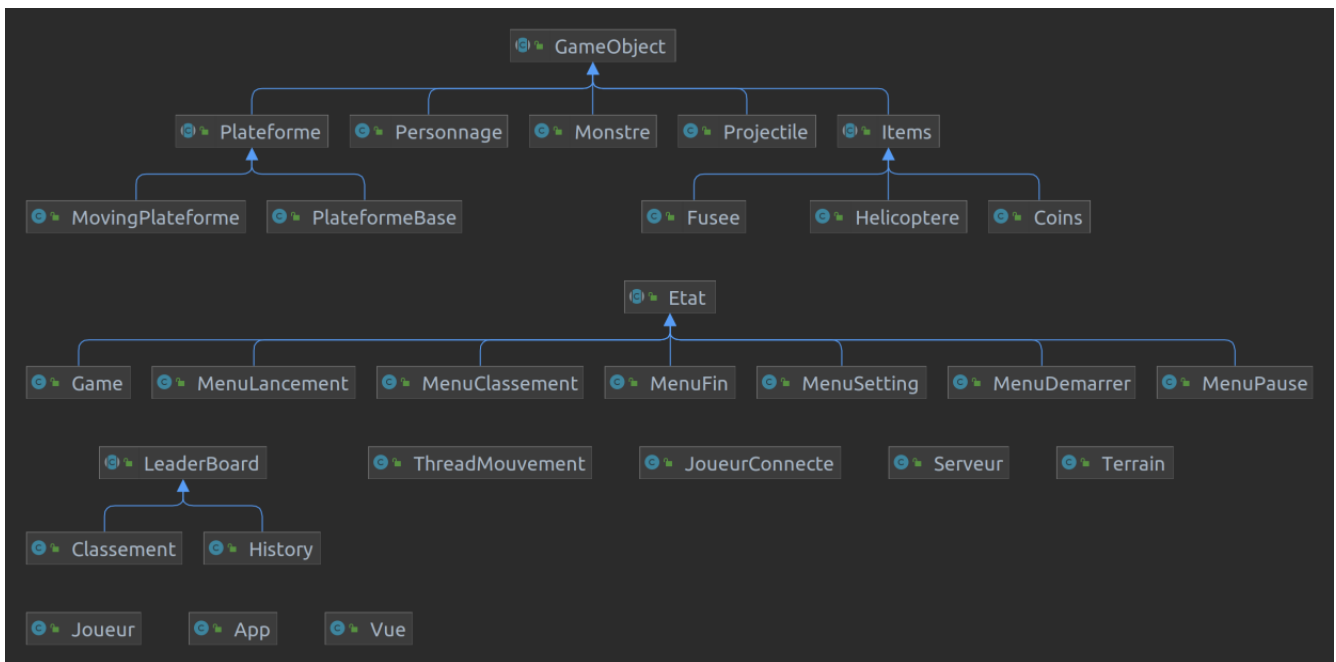 GameObject
Plateforme Personnage Monstre Projectile Items
MovingPlateforme PlateformeBase Fusee Helicoptere Coins
Etat
Game MenuLancement MenuClassement MenuFin MenuSetting MenuDemarrer MenuPause
LeaderBoard ThreadMouvement JoueurConnecte Serveur Terrain
Classement History
Joueur App Vue